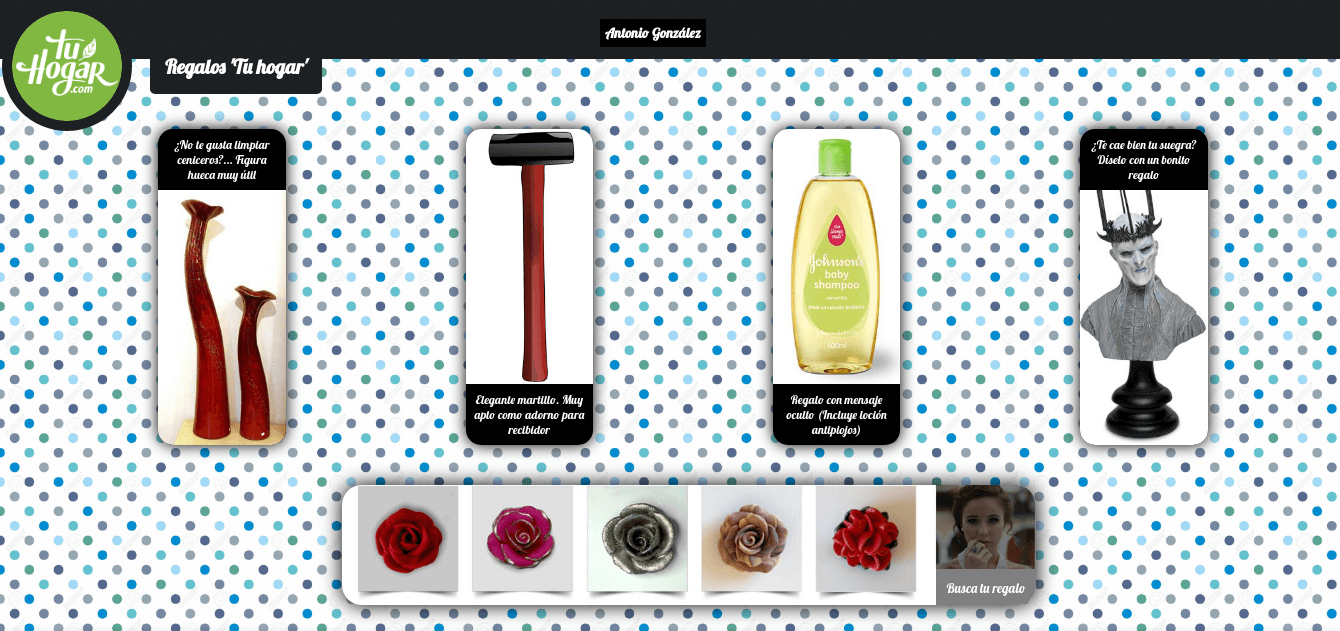 Tu
Hogar
.com
Antonio González
Regalos 'Tu hogar'
¿No te gusta limpiar
ceniceros?... Figura
hueca muy útil
Elegante martillo. Muy
apto como adorno para
recibidor
Johnson's
baby
shampoo
500ml
Regalo con mensaje
oculto (Incluye loción
antipiojos)
¿Te cae bien tu suegra?
Díselo con un bonito
regalo
Busca tu regalo